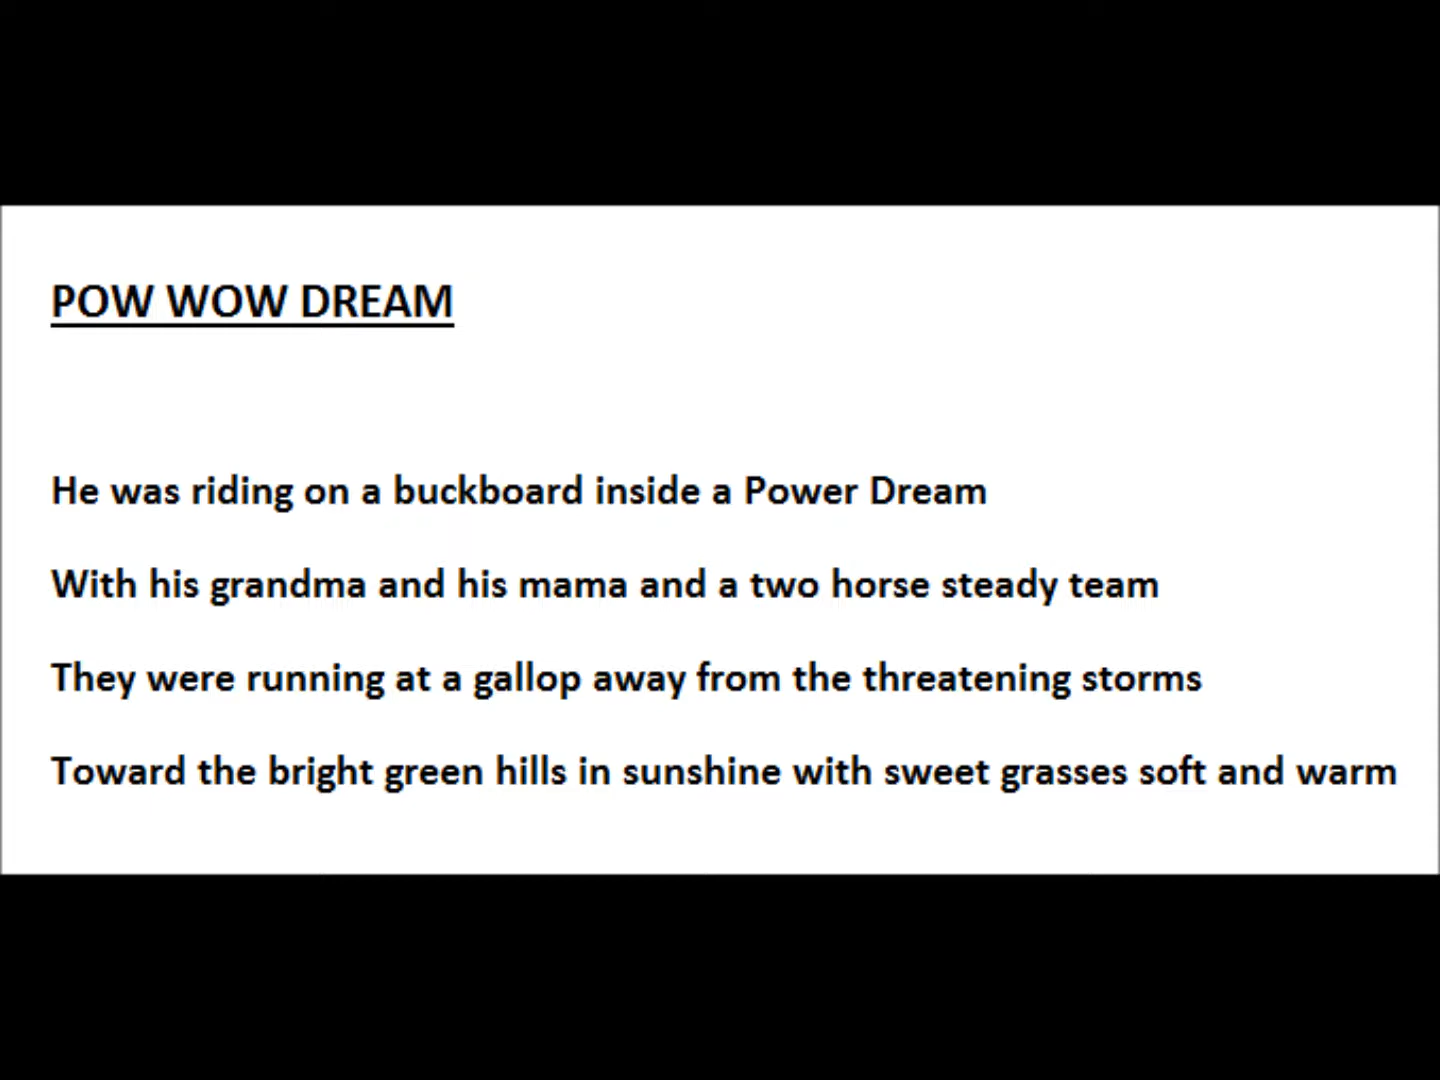 POW WOW DREAM
He was riding on a buckboard inside a Power Dream
With his grandma and his mama and a two horse steady team
They were running at a gallop away from the threatening storms
Toward the bright green hills in sunshine with sweet grasses soft and warm